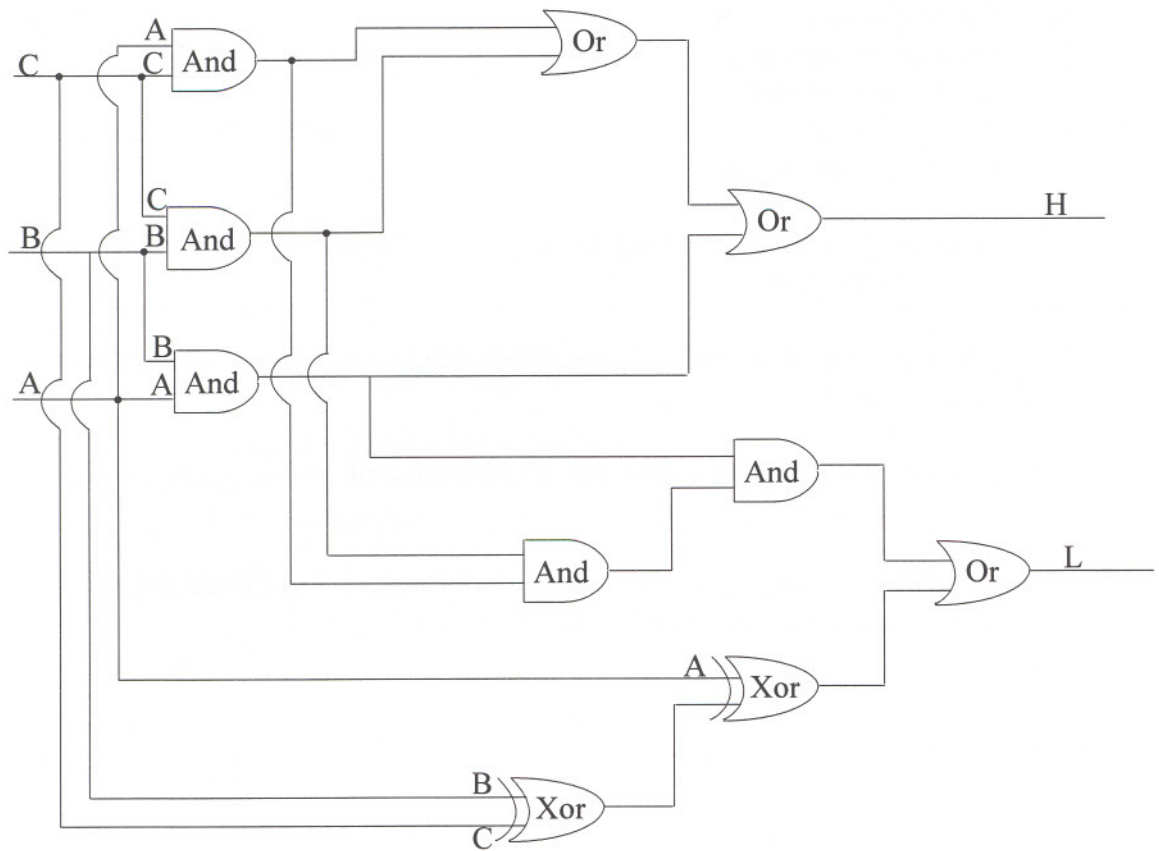 A
C C And
Or
C
B B And
Or H
B
A A And
And
And
Or L
A Xor
B
Xor
C